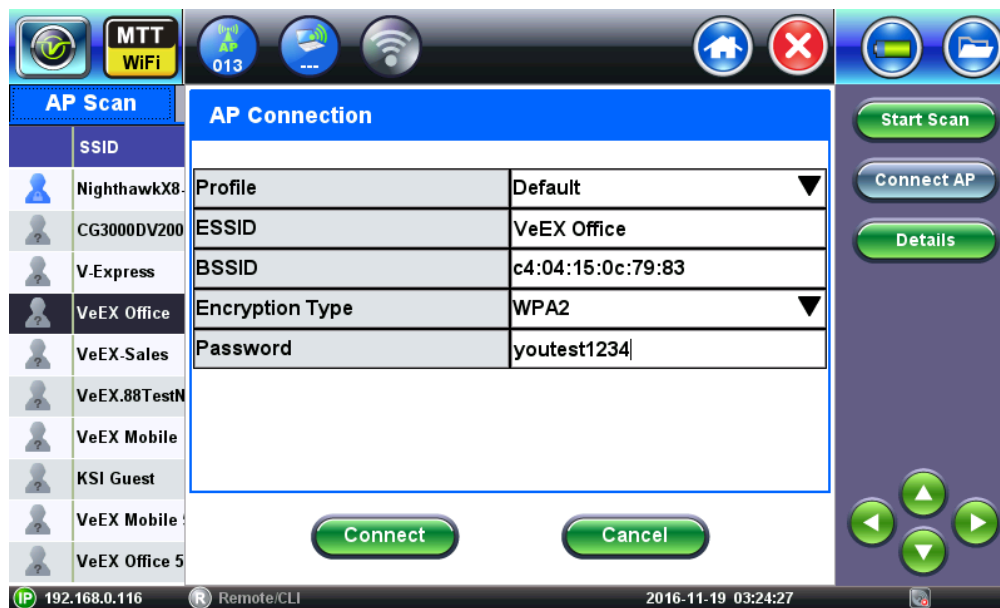 MTT
WiFi
AP
013
---
AP Scan
AP Connection
Start Scan
SSID
NighthawkX8-
Profile
Default
Connect AP
CG3000DV200
ESSID
VeEX Office
Details
V-Express
BSSID
c4:04:15:0c:79:83
VeEX Office
Encryption Type
WPA2
VeEX-Sales
Password
youtest1234
VeEX.88TestN
VeEX Mobile
KSI Guest
VeEX Mobile
VeEX Office 5
Connect
Cancel
IP 192.168.0.116
R Remote/CLI
2016-11-19 03:24:27